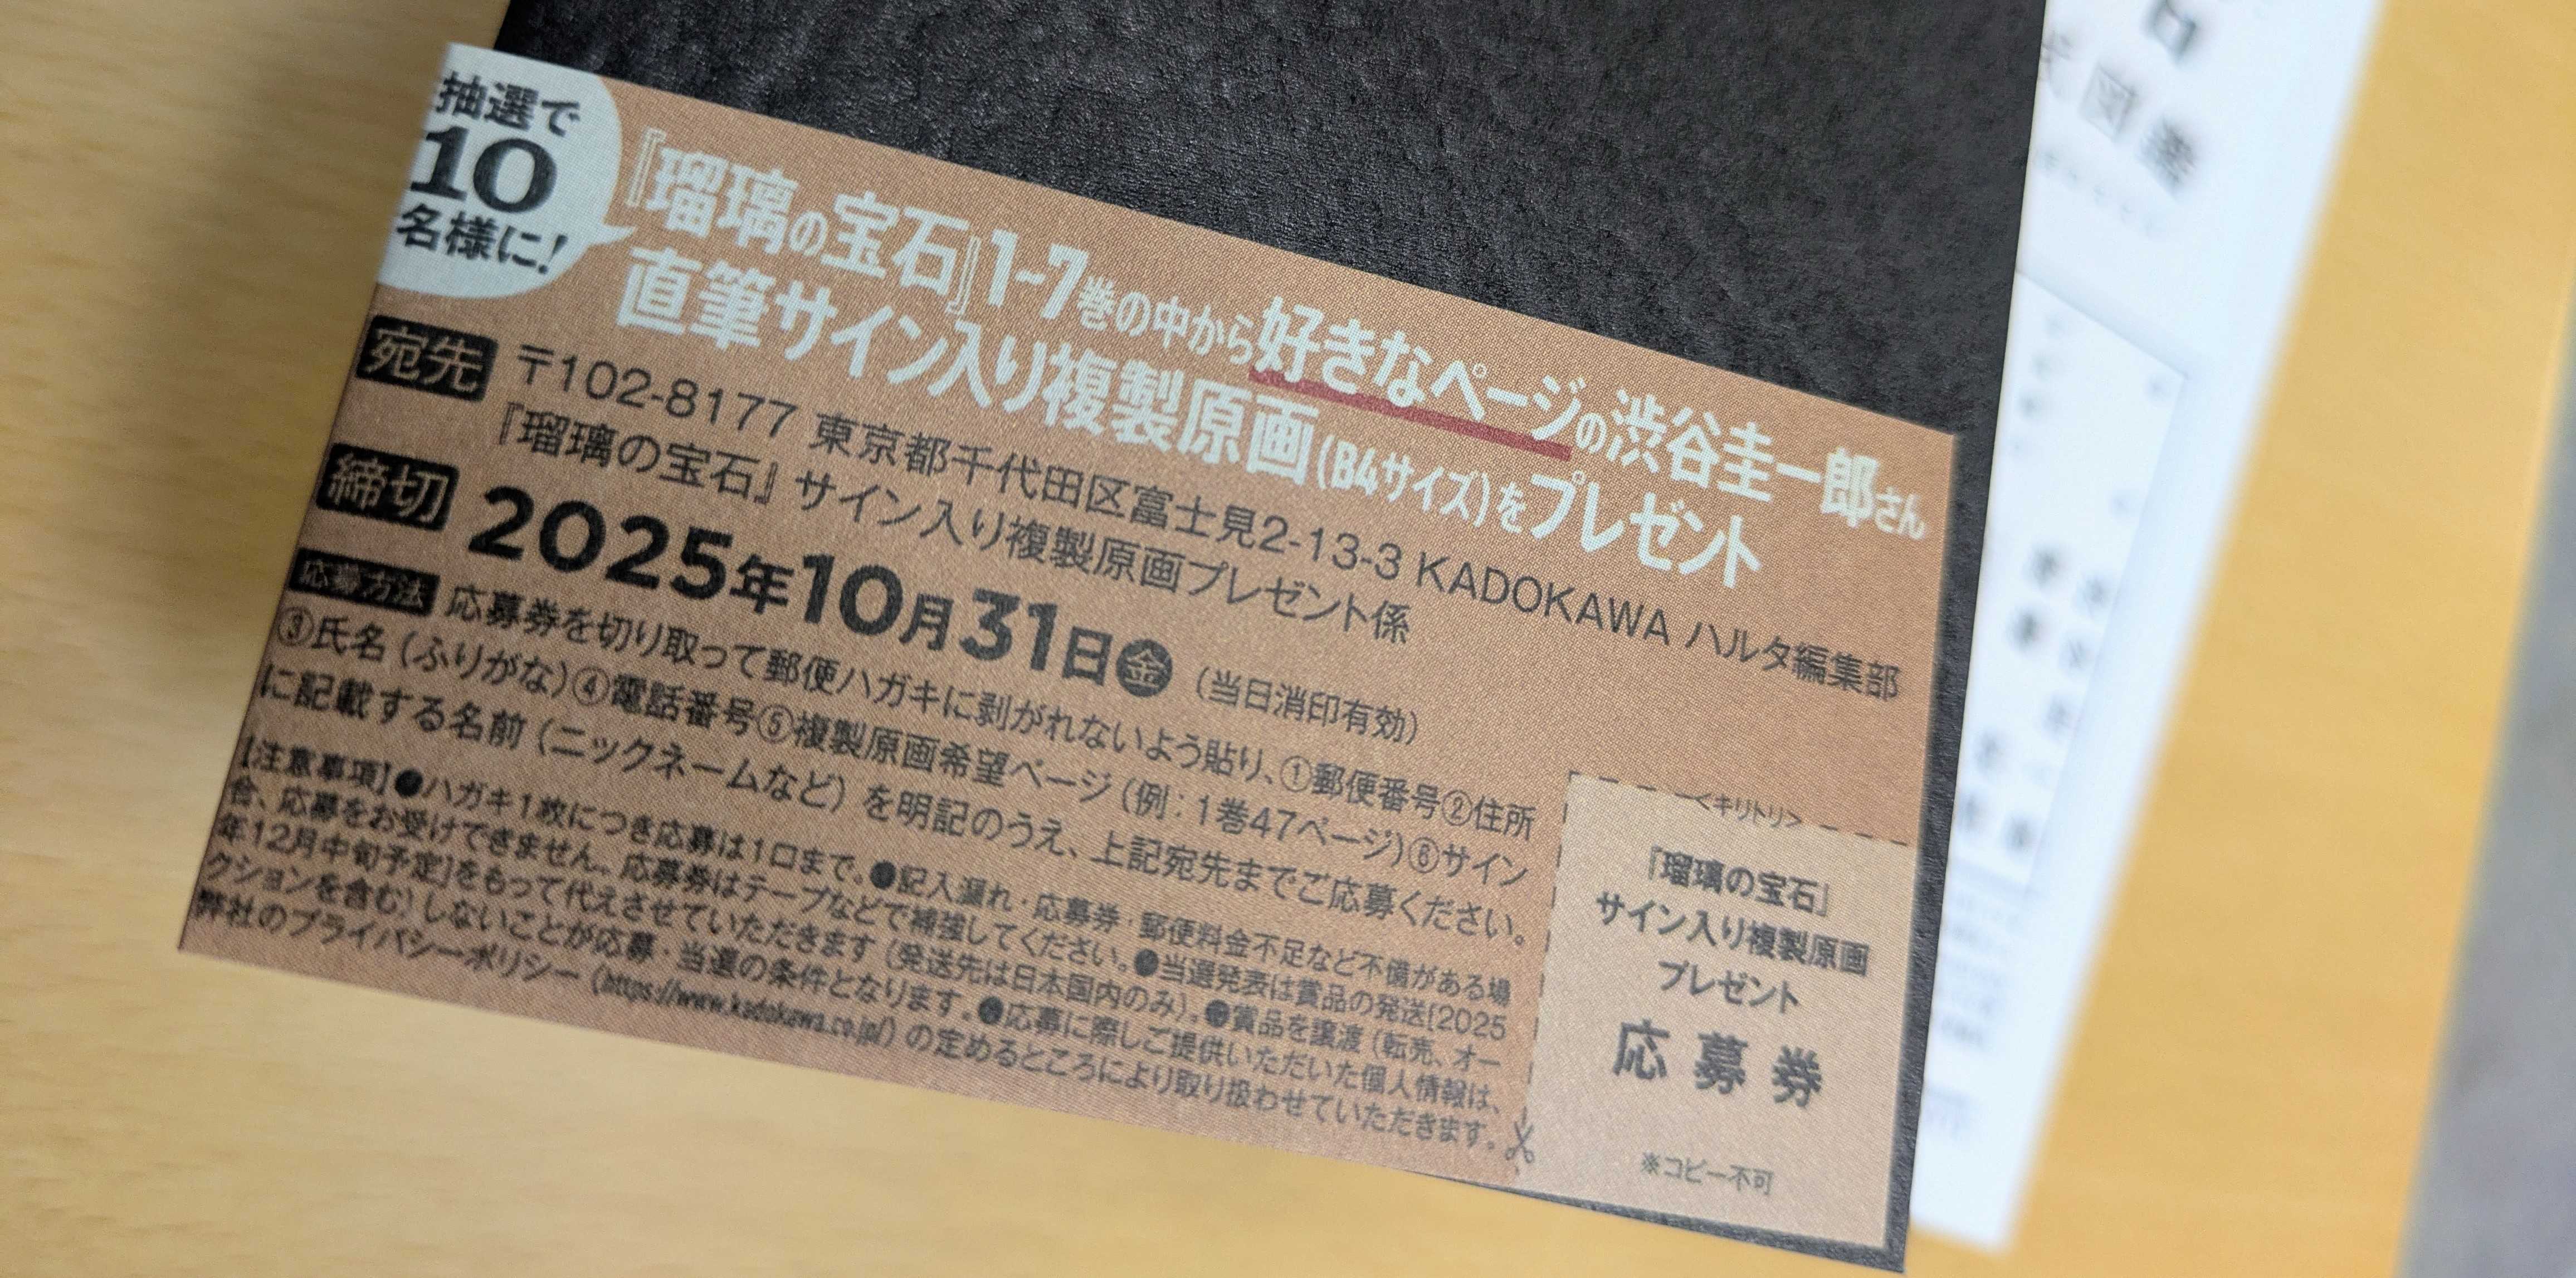 抽選で
10
名様に!
『瑠璃の宝石』1-7巻の中から好きなページの渋谷圭一郎さん
直筆サイン入り複製原画(B4サイズ)をプレゼント
宛先 〒102-8177 東京都千代田区富士見2-13-3 KADOKAWA ハルタ編集部
『瑠璃の宝石』サイン入り複製原画プレゼント係
締切 2025年10月31日㊎(当日消印有効)
応募方法 応募券を切り取って郵便ハガキに剥がれないよう貼り、①郵便番号②住所
③氏名(ふりがな)④電話番号⑤複製原画希望ページ(例:1巻47ページ)⑥サイン
に記載する名前(ニックネームなど)を明記のうえ、上記宛先までご応募ください。
【注意事項】●ハガキ1枚につき応募は1口まで。●記入漏れ・応募券・郵便料金不足など不備がある場
合、応募をお受けできません。応募券はテープなどで補強してください。●当選発表は賞品の発送[2025
年12月中旬予定]をもって代えさせていただきます(発送先は日本国内のみ)。●賞品を譲渡(転売、オー
クションを含む)しないことが応募・当選の条件となります。●応募に際しご提供いただいた個人情報は、
弊社のプライバシーポリシー(https://www.kadokawa.co.jp/)の定めるところにより取り扱わせていただきます。
<キリトリ>
『瑠璃の宝石』
サイン入り複製原画
プレゼント
応募券
※コピー不可